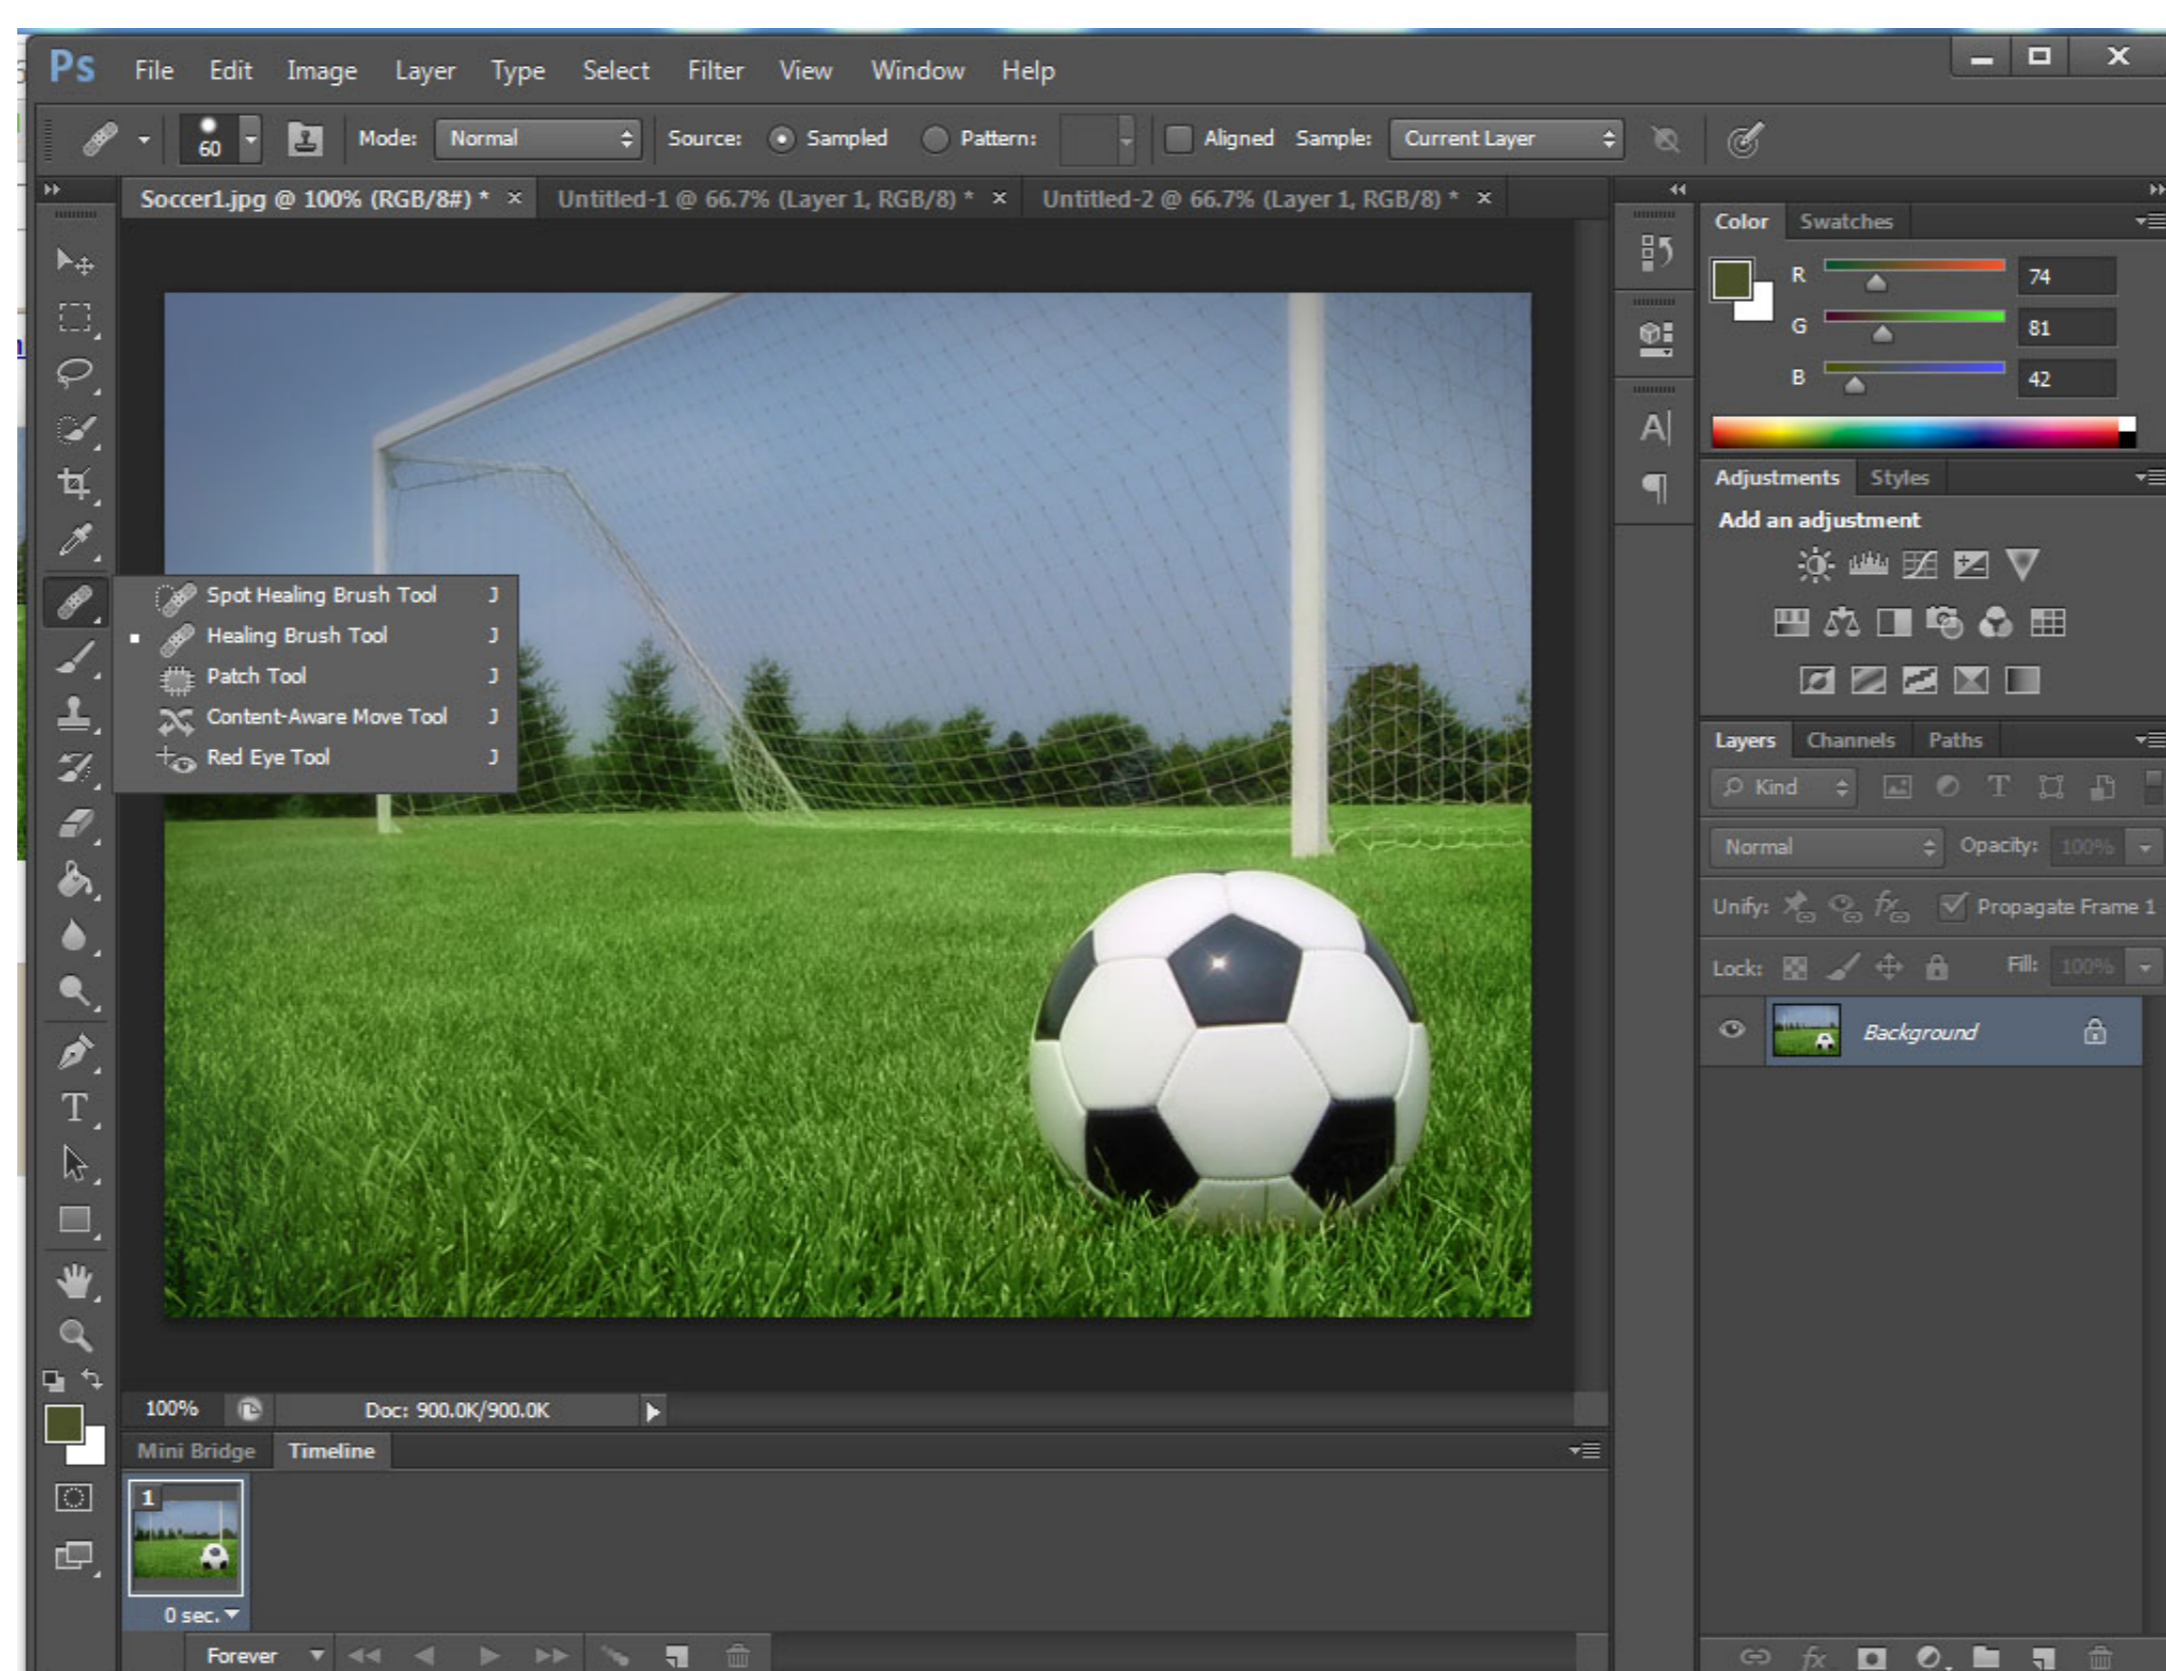 Ps File Edit Image Layer Type Select Filter View Window Help
60 Mode: Normal Source: Sampled Pattern: Aligned Sample: Current Layer
Soccer1.jpg @ 100% (RGB/8#) * × Untitled-1 @ 66.7% (Layer 1, RGB/8) * × Untitled-2 @ 66.7% (Layer 1, RGB/8) * ×
Color Swatches
R 74
G 81
B 42
Adjustments Styles
Add an adjustment
Spot Healing Brush Tool J
Healing Brush Tool J
Patch Tool J
Content-Aware Move Tool J
Red Eye Tool J
Layers Channels Paths
Kind
Normal Opacity: 100%
Unify: Propagate Frame 1
Lock: Fill: 100%
Background
100% Doc: 900.0K/900.0K
Mini Bridge Timeline
1
0 sec.
Forever